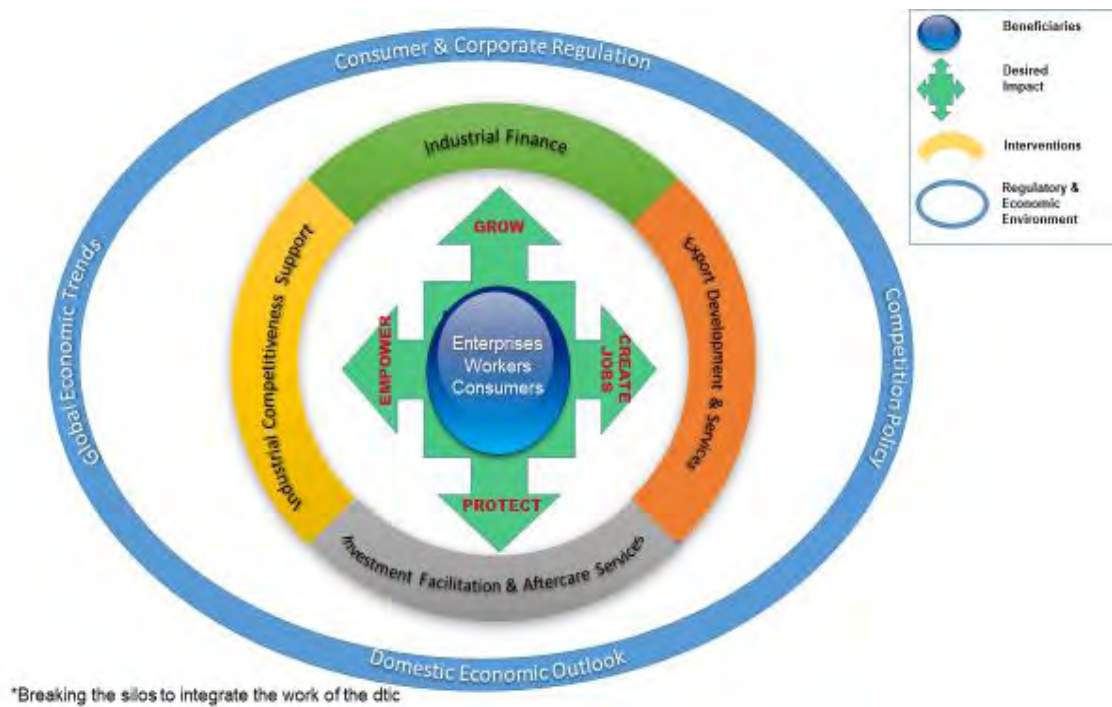 Consumer & Corporate Regulation
Industrial Finance
GROW
Global Economic Trends
Industrial Competitiveness Support
EMPOWER
Enterprises
Workers
Consumers
CREATE
JOBS
Export Development & Services
Competition Policy
PROTECT
Investment Facilitation & Aftercare Services
Domestic Economic Outlook
*Breaking the silos to integrate the work of the dtic
Beneficiaries
Desired
Impact
Interventions
Regulatory &
Economic
Environment